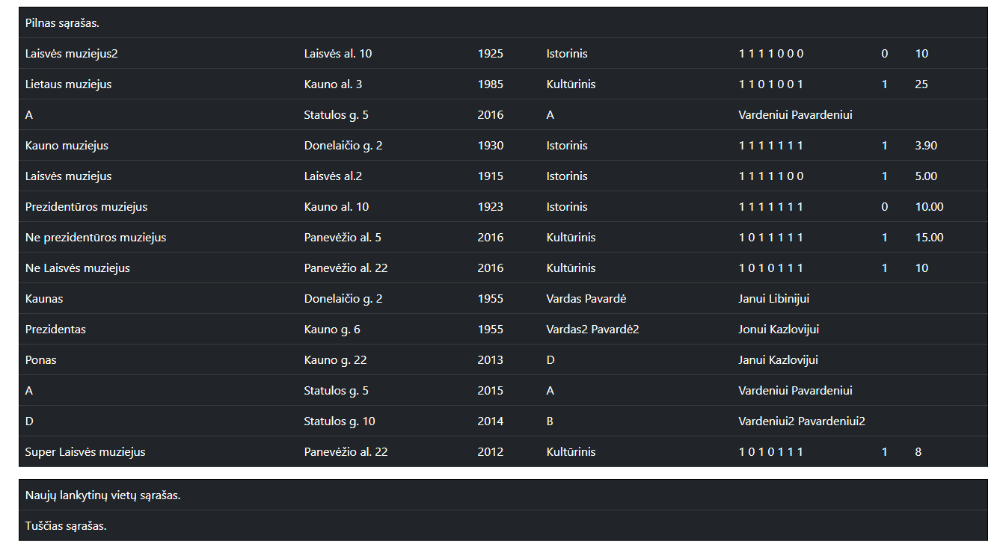 Pilnas sąrašas.
Laisvės muziejus2 Laisvės al. 10 1925 Istorinis 1 1 1 1 0 0 0 0 10
Lietaus muziejus Kauno al. 3 1985 Kultūrinis 1 1 0 1 0 0 1 1 25
A Statulos g. 5 2016 A Vardeniui Pavardeniui
Kauno muziejus Donelaičio g. 2 1930 Istorinis 1 1 1 1 1 1 1 1 3.90
Laisvės muziejus Laisvės al.2 1915 Istorinis 1 1 1 1 1 0 0 1 5.00
Prezidentūros muziejus Kauno al. 10 1923 Istorinis 1 1 1 1 1 1 1 0 10.00
Ne prezidentūros muziejus Panevėžio al. 5 2016 Kultūrinis 1 0 1 1 1 1 1 1 15.00
Ne Laisvės muziejus Panevėžio al. 22 2016 Kultūrinis 1 0 1 0 1 1 1 1 10
Kaunas Donelaičio g. 2 1955 Vardas Pavardė Janui Libinijui
Prezidentas Kauno g. 6 1955 Vardas2 Pavardė2 Jonui Kazlovijui
Ponas Kauno g. 22 2013 D Janui Kazlovijui
A Statulos g. 5 2015 A Vardeniui Pavardeniui
D Statulos g. 10 2014 B Vardeniui2 Pavardeniui2
Super Laisvės muziejus Panevėžio al. 22 2012 Kultūrinis 1 0 1 0 1 1 1 1 8
Naujų lankytinų vietų sąrašas.
Tuščias sąrašas.